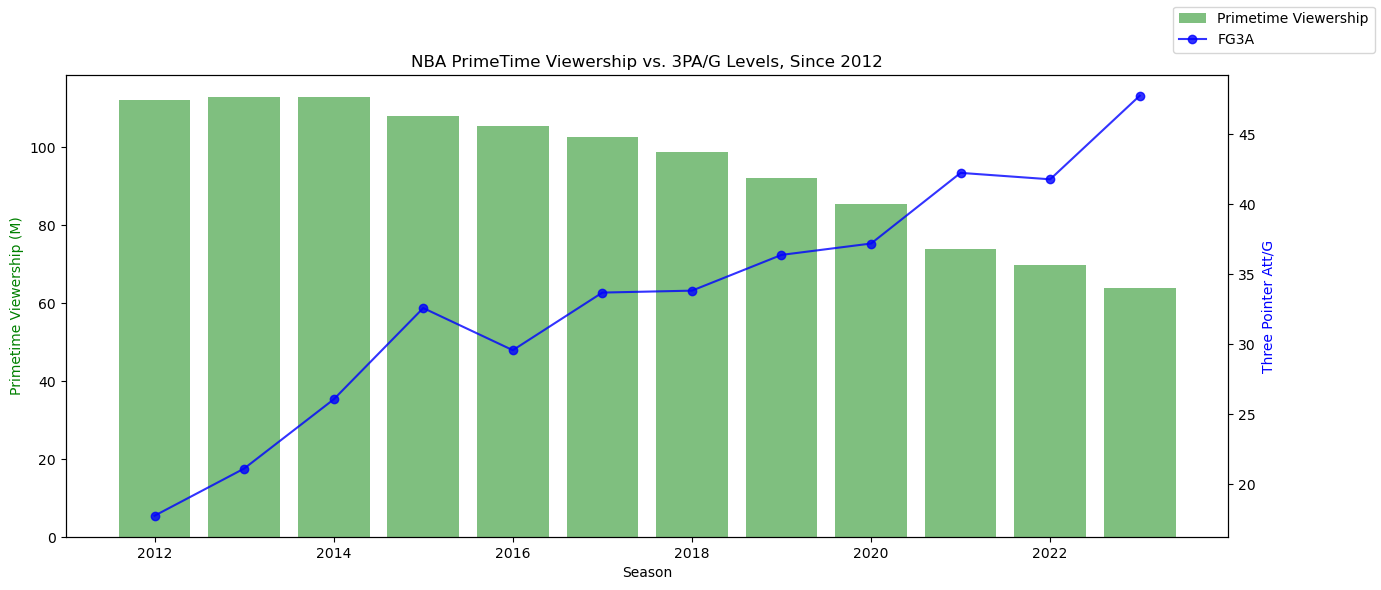 Primetime Viewership
FG3A
NBA PrimeTime Viewership vs. 3PA/G Levels, Since 2012
Primetime Viewership (M)
100
80
60
40
20
0
45
40
35
30
25
20
Three Pointer Att/G
2012 2014 2016 2018 2020 2022
Season